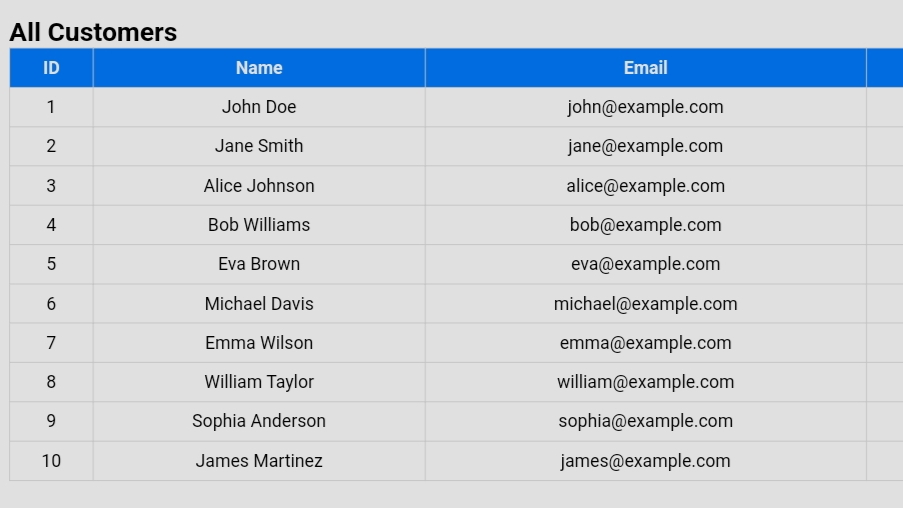 All Customers
ID Name Email
1 John Doe john@example.com
2 Jane Smith jane@example.com
3 Alice Johnson alice@example.com
4 Bob Williams bob@example.com
5 Eva Brown eva@example.com
6 Michael Davis michael@example.com
7 Emma Wilson emma@example.com
8 William Taylor william@example.com
9 Sophia Anderson sophia@example.com
10 James Martinez james@example.com